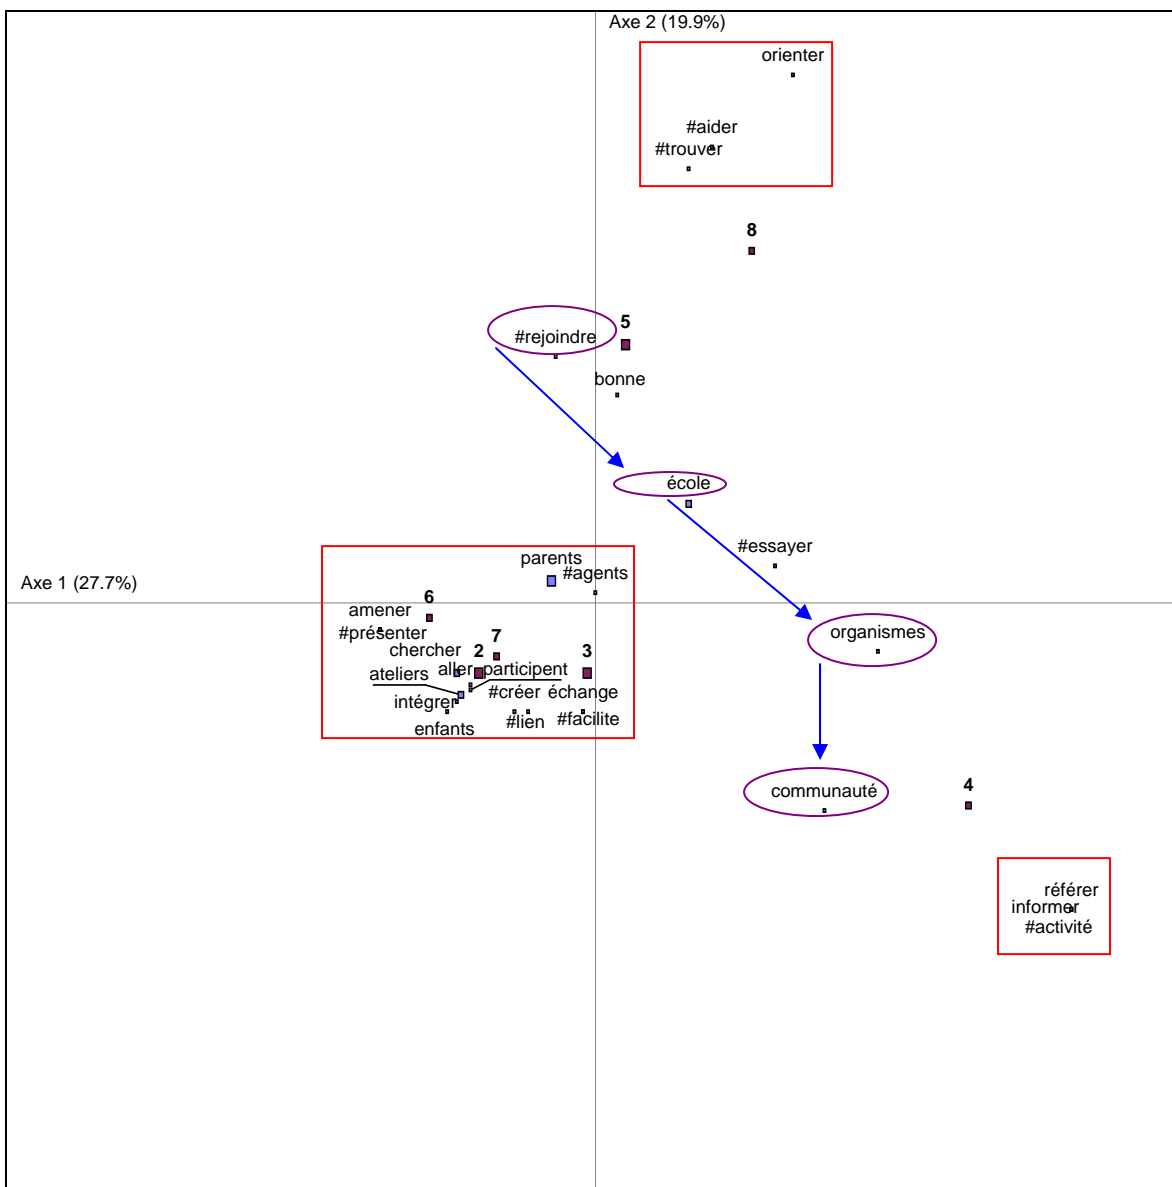 Axe 2 (19.9%)
orienter
#aider
#trouver
8
5
#rejoindre
bonne
école
#essayer
parents
#agents
Axe 1 (27.7%)
6
amener
#présenter
organismes
7
chercher
2
3
ateliers
aller participent
intégrer
#créer
échange
enfants
#lien
#facilite
communauté
4
référer
informer
#activité